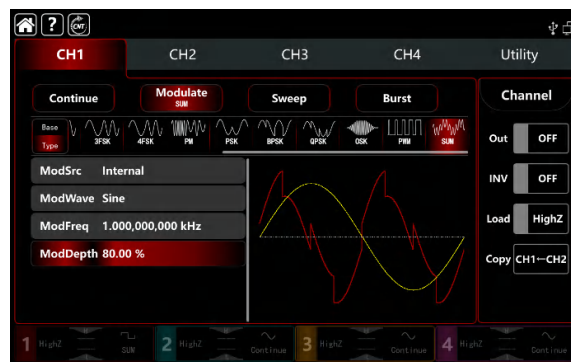 ? CNT
CH1 CH2 CH3 CH4 Utility
Continue Modulate Sweep Burst Channel
SUM
Base
Type 3FSK 4FSK PM PSK BPSK QPSK OSK PWM SUM
Out OFF
ModSrc Internal
INV OFF
ModWave Sine
ModFreq 1.000,000,000 kHz
Load HighZ
ModDepth 80.00 %
Copy CH1←CH2
1 HighZ SUM 2 HighZ Continue 3 HighZ Continue 4 HighZ Continue